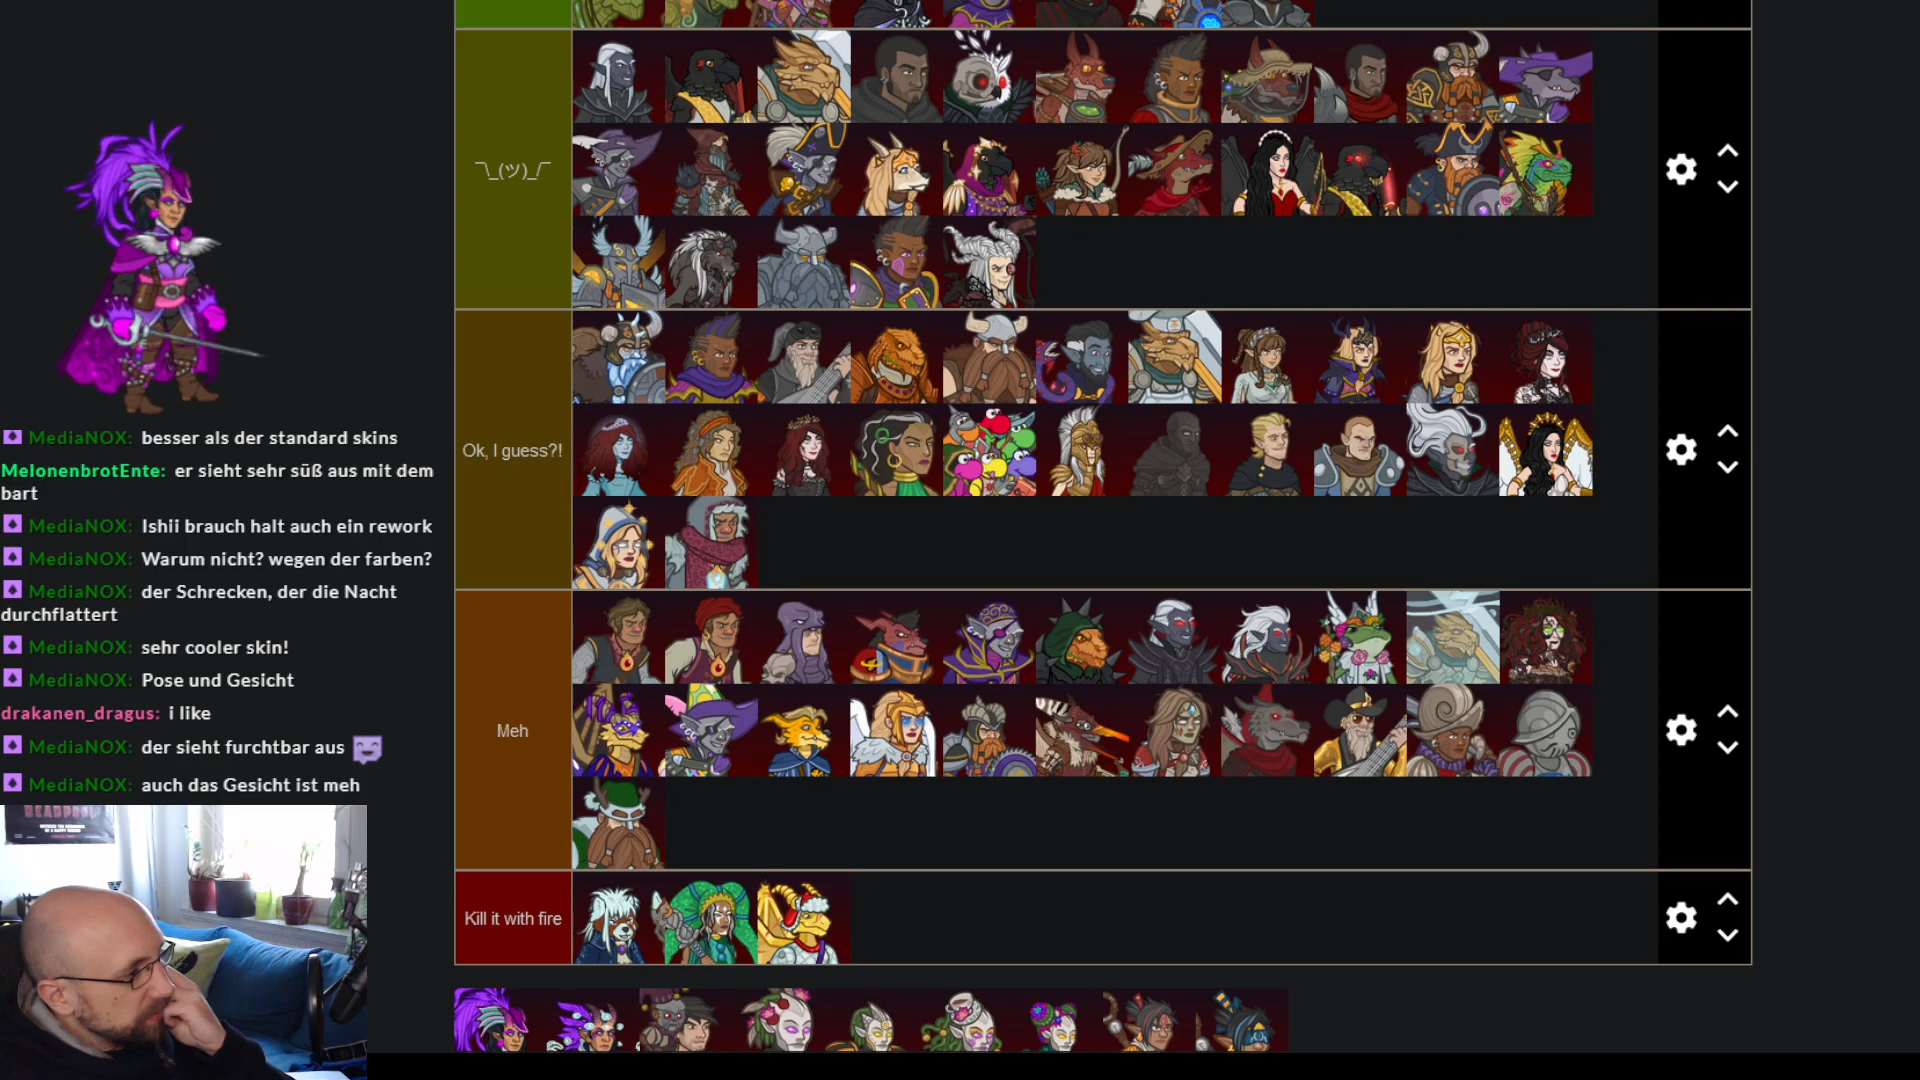 ¯\_(ツ)_/¯
Ok, I guess?!
Meh
Kill it with fire
MediaNOX: besser als der standard skins
MelonenbrotEnte: er sieht sehr süß aus mit dem
bart
MediaNOX: Ishii brauch halt auch ein rework
MediaNOX: Warum nicht? wegen der farben?
MediaNOX: der Schrecken, der die Nacht
durchflattert
MediaNOX: sehr cooler skin!
MediaNOX: Pose und Gesicht
drakanen_dragus: i like
MediaNOX: der sieht furchtbar aus
MediaNOX: auch das Gesicht ist meh
DEADPOOL